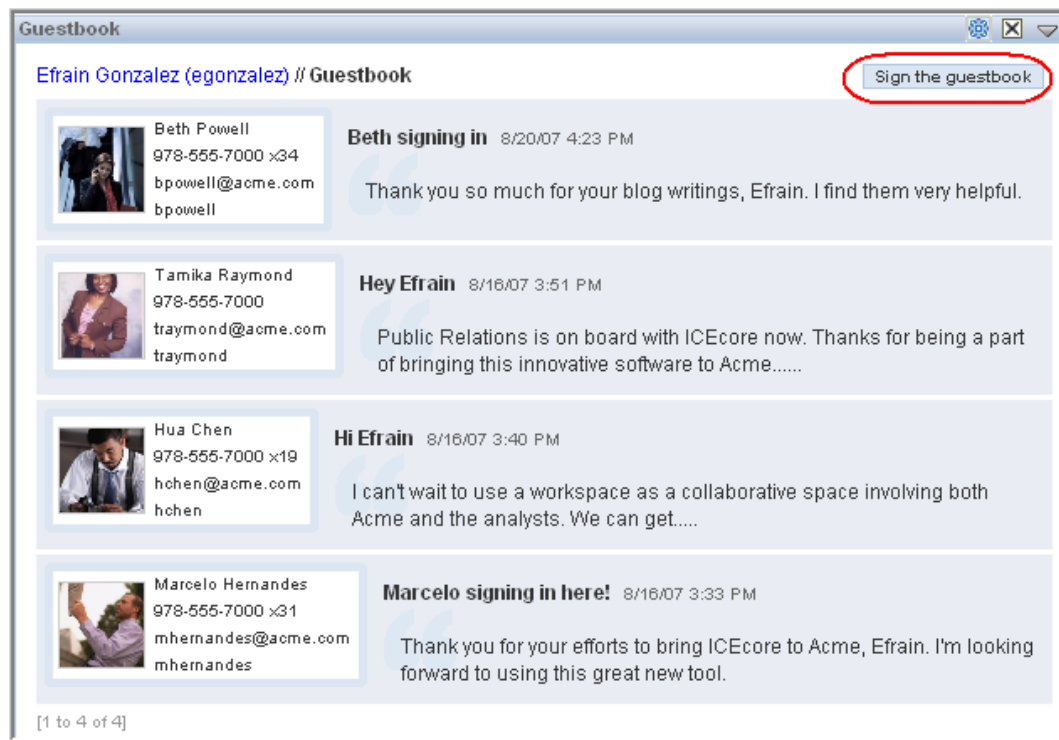 Guestbook
Efrain Gonzalez (egonzalez) // Guestbook
Sign the guestbook
Beth Powell
978-555-7000 x34
bpowell@acme.com
bpowell
Beth signing in 8/20/07 4:23 PM
Thank you so much for your blog writings, Efrain. I find them very helpful.
Tamika Raymond
978-555-7000
traymond@acme.com
traymond
Hey Efrain 8/16/07 3:51 PM
Public Relations is on board with ICEcore now. Thanks for being a part
of bringing this innovative software to Acme......
Hua Chen
978-555-7000 x19
hchen@acme.com
hchen
Hi Efrain 8/16/07 3:40 PM
I can't wait to use a workspace as a collaborative space involving both
Acme and the analysts. We can get.....
Marcelo Hernandes
978-555-7000 x31
mhernandes@acme.com
mhernandes
Marcelo signing in here! 8/16/07 3:33 PM
Thank you for your efforts to bring ICEcore to Acme, Efrain. I'm looking
forward to using this great new tool.
[1 to 4 of 4]